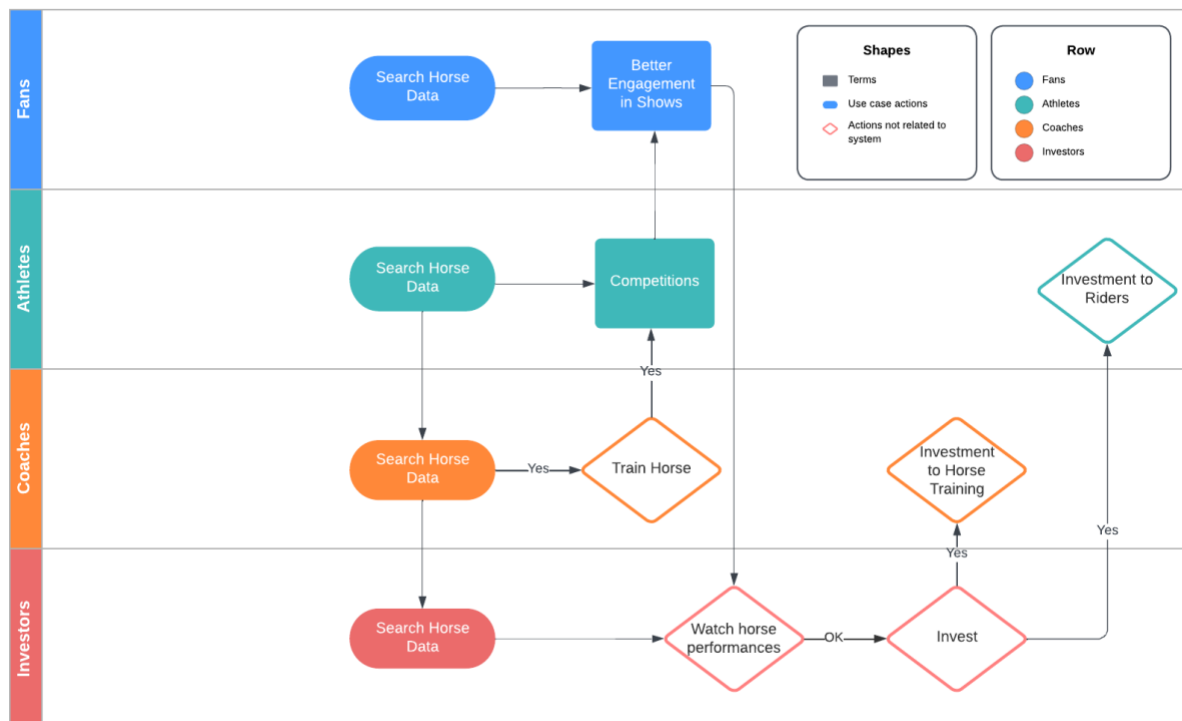 Fans
Search Horse
Data
Better
Engagement
in Shows
Shapes
Terms
Use case actions
Actions not related to
system
Row
Fans
Athletes
Coaches
Investors
Athletes
Search Horse
Data
Competitions
Investment to
Riders
Yes
Coaches
Search Horse
Data
Yes
Train Horse
Investment
to Horse
Training
Yes
Yes
Investors
Search Horse
Data
Watch horse
performances
OK
Invest